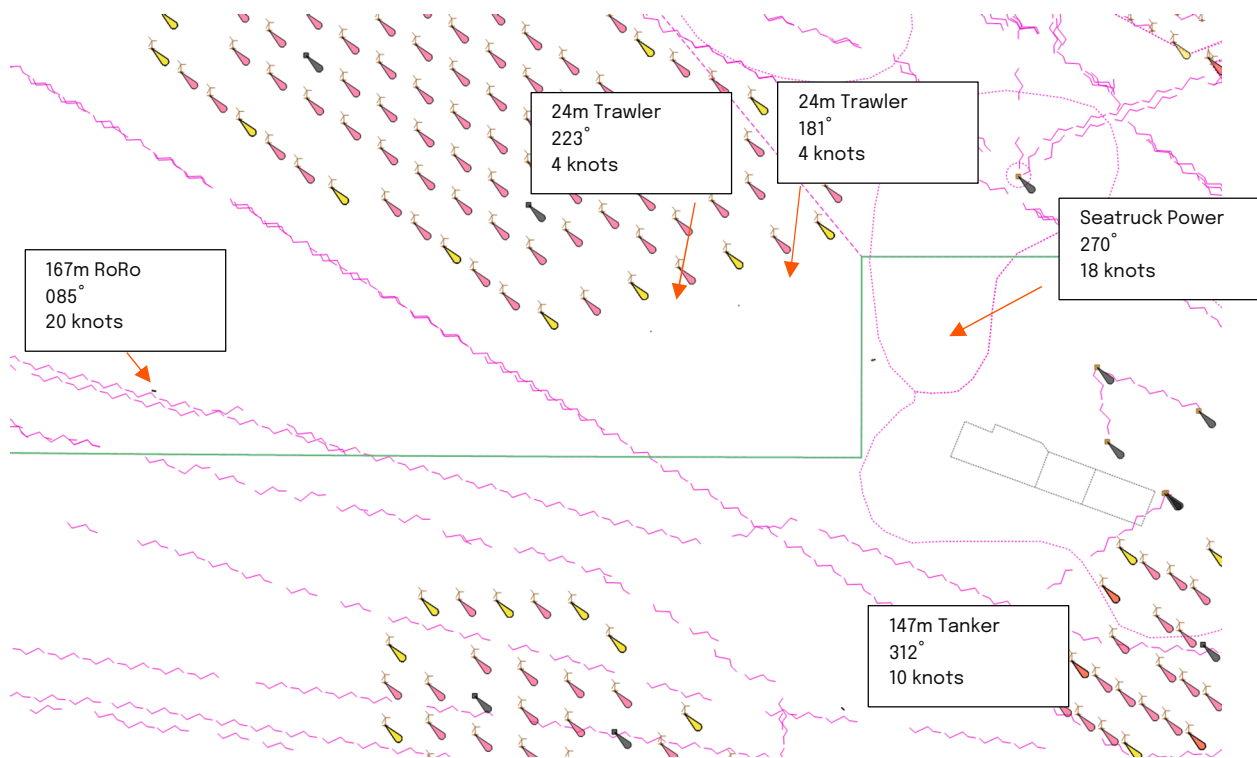 24m Trawler
223°
4 knots
24m Trawler
181°
4 knots
Seatruck Power
270°
18 knots
167m RoRo
085°
20 knots
147m Tanker
312°
10 knots